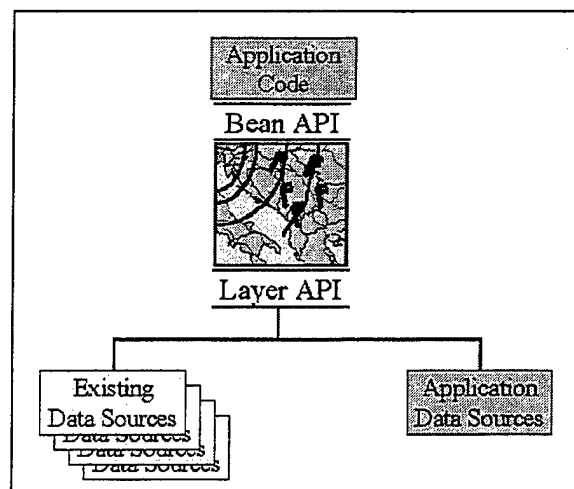 Application
Code
Bean API
Layer API
Existing
Data Sources
Data Sources
Data Sources
Data Sources
Application
Data Sources